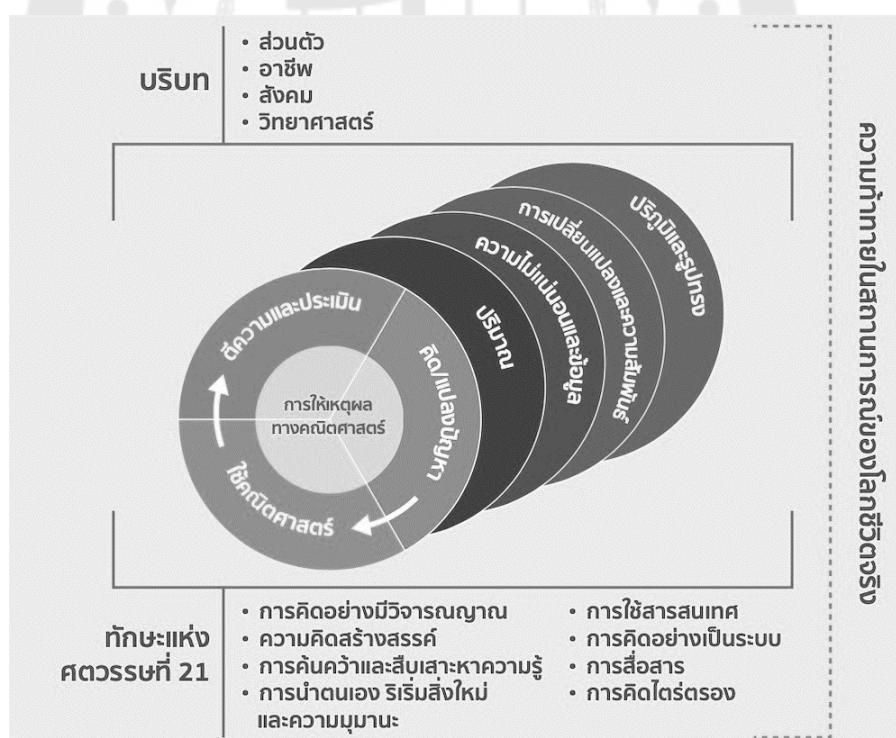 บริบท
• ส่วนตัว
• อาชีพ
• สังคม
• วิทยาศาสตร์
ปริภูมิและรูปทรง
การเปลี่ยนแปลงและความสัมพันธ์
ความไม่แน่นอนและข้อมูล
ปริมาณ
ตีความและประเมิน
คิด/แปลงปัญหา
ใช้คณิตศาสตร์
การให้เหตุผล
ทางคณิตศาสตร์
ความท้าทายในสถานการณ์ของโลกชีวิตจริง
ทักษะแห่ง
ศตวรรษที่ 21
• การคิดอย่างมีวิจารณญาณ
• ความคิดสร้างสรรค์
• การค้นคว้าและสืบเสาะหาความรู้
• การนำตนเอง ริเริ่มสิ่งใหม่
และความมุมานะ
• การใช้สารสนเทศ
• การคิดอย่างเป็นระบบ
• การสื่อสาร
• การคิดไตร่ตรอง